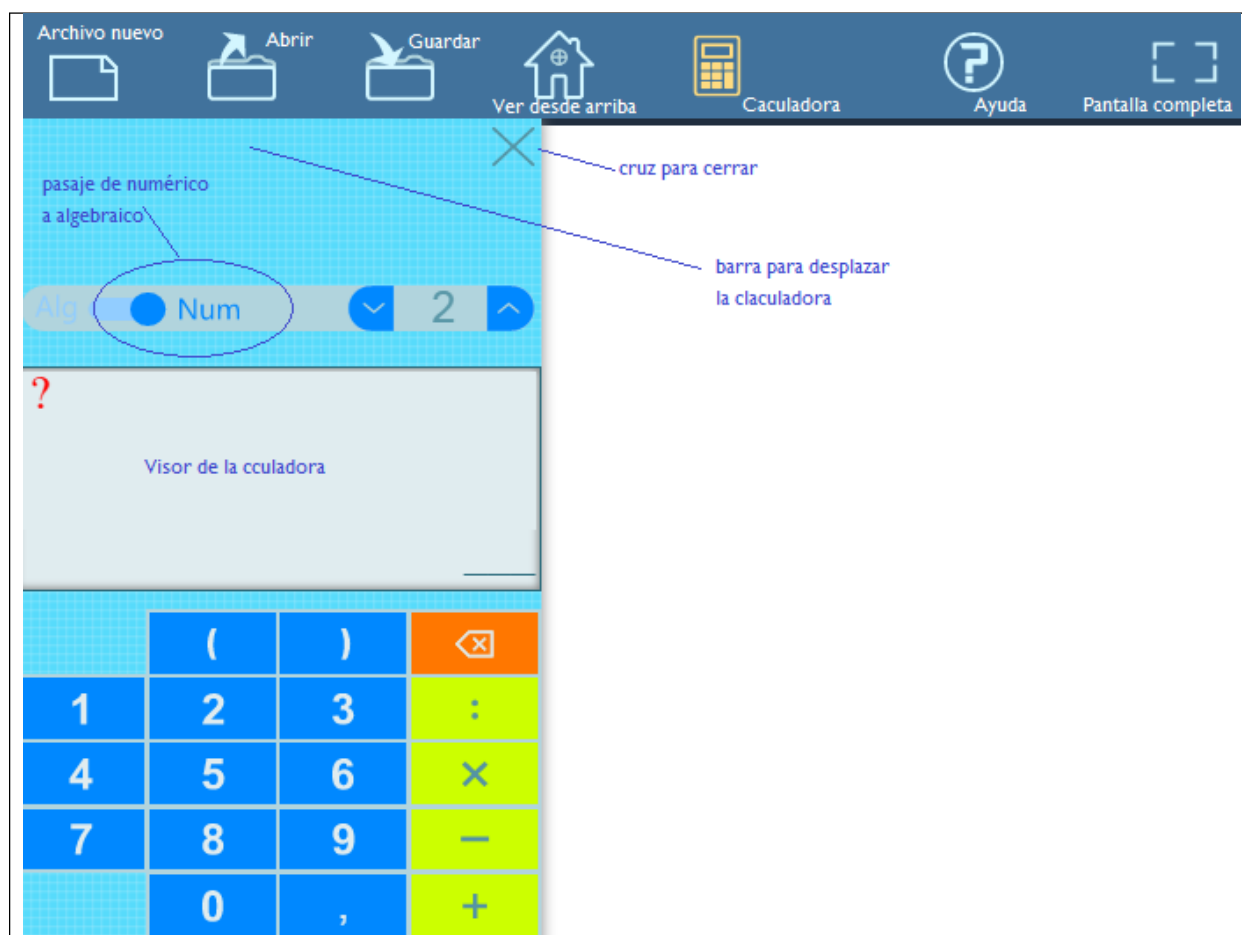 Archivo nuevo
Abrir
Guardar
Ver desde arriba
Caculadora
Ayuda
Pantalla completa
cruz para cerrar
pasaje de numérico
a algebraico
barra para desplazar
la claculadora
Alg Num 2
?
Visor de la cculadora
( )
1 2 3 :
4 5 6 ×
7 8 9 −
0 , +